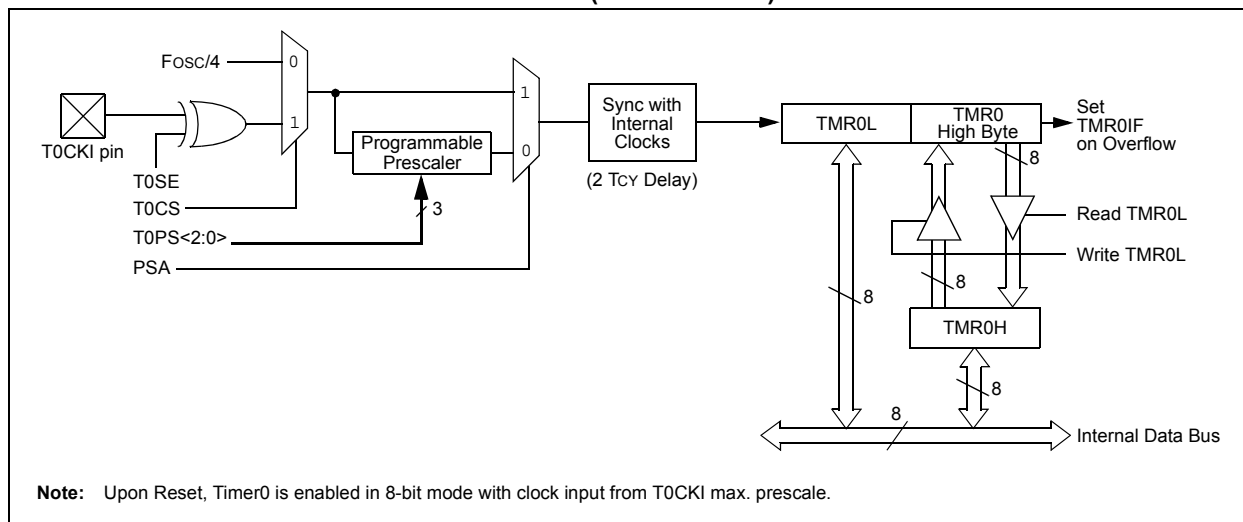 FOSC/4
0
1
T0CKI pin
T0SE
T0CS
T0PS<2:0>
PSA
Programmable
Prescaler
3
1
0
Sync with
Internal
Clocks
(2 TCY Delay)
TMR0L
TMR0
High Byte
Set
TMR0IF
on Overflow
8
Read TMR0L
Write TMR0L
8
8
TMR0H
8
8
Internal Data Bus
Note: Upon Reset, Timer0 is enabled in 8-bit mode with clock input from T0CKI max. prescale.